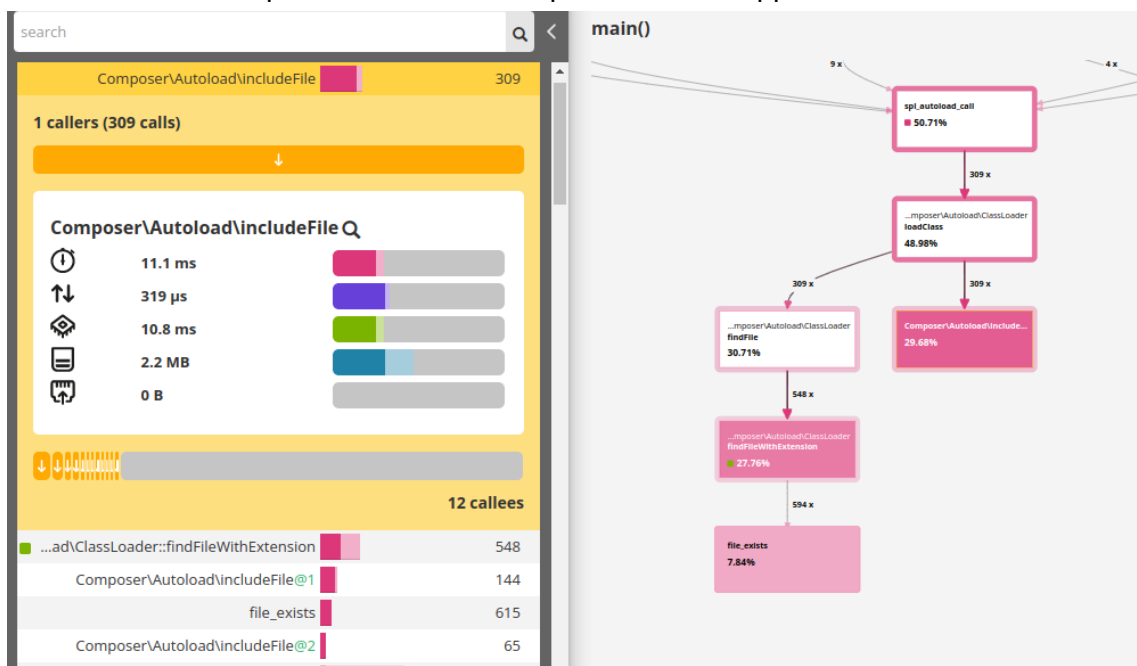 search
Composer\Autoload\includeFile 309
1 callers (309 calls)
Composer\Autoload\includeFile
11.1 ms
319 µs
10.8 ms
2.2 MB
0 B
12 callees
...ad\ClassLoader::findFileWithExtension 548
Composer\Autoload\includeFile@1 144
file_exists 615
Composer\Autoload\includeFile@2 65
main()
9 x
4 x
spl_autoload_call
50.71%
309 x
...mposer\Autoload\ClassLoader
loadClass
48.98%
309 x
309 x
...mposer\Autoload\ClassLoader
findFile
30.71%
Composer\Autoload\include...
29.68%
548 x
...mposer\Autoload\ClassLoader
findFileWithExtension
27.76%
594 x
file_exists
7.84%